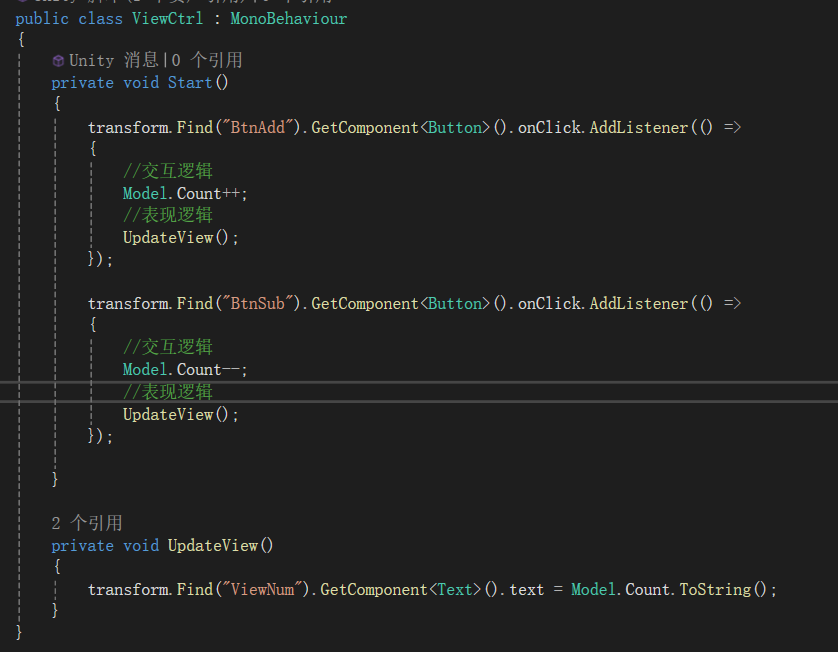 public class ViewCtrl : MonoBehaviour
{
Unity 消息|0 个引用
private void Start()
{
transform.Find("BtnAdd").GetComponent<Button>().onClick.AddListener(() =>
{
//交互逻辑
Model.Count++;
//表现逻辑
UpdateView();
});
transform.Find("BtnSub").GetComponent<Button>().onClick.AddListener(() =>
{
//交互逻辑
Model.Count--;
//表现逻辑
UpdateView();
});
}
2 个引用
private void UpdateView()
{
transform.Find("ViewNum").GetComponent<Text>().text = Model.Count.ToString();
}
}